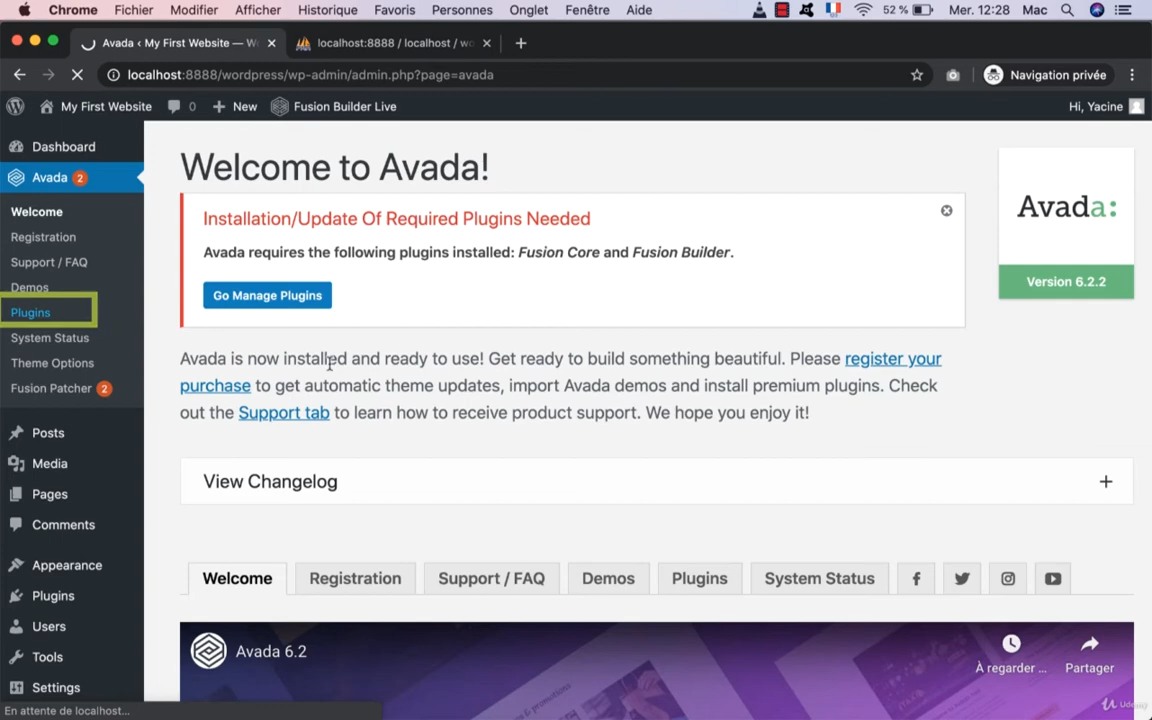 Chrome Fichier Modifier Afficher Historique Favoris Personnes Onglet Fenêtre Aide 52 % Mer. 12:28 Mac
Avada ‹ My First Website — W
localhost:8888 / localhost / wo
localhost:8888/wordpress/wp-admin/admin.php?page=avada
Navigation privée
My First Website 0 New Fusion Builder Live Hi, Yacine
Dashboard
Avada 2
Welcome
Registration
Support / FAQ
Demos
Plugins
System Status
Theme Options
Fusion Patcher 2
Posts
Media
Pages
Comments
Appearance
Plugins
Users
Tools
Settings
En attente de localhost...
Welcome to Avada!
Installation/Update Of Required Plugins Needed
Avada requires the following plugins installed: Fusion Core and Fusion Builder.
Go Manage Plugins
Avada:
Version 6.2.2
Avada is now installed and ready to use! Get ready to build something beautiful. Please register your
purchase to get automatic theme updates, import Avada demos and install premium plugins. Check
out the Support tab to learn how to receive product support. We hope you enjoy it!
View Changelog
Welcome Registration Support / FAQ Demos Plugins System Status
Avada 6.2
À regarder ... Partager
Udemy